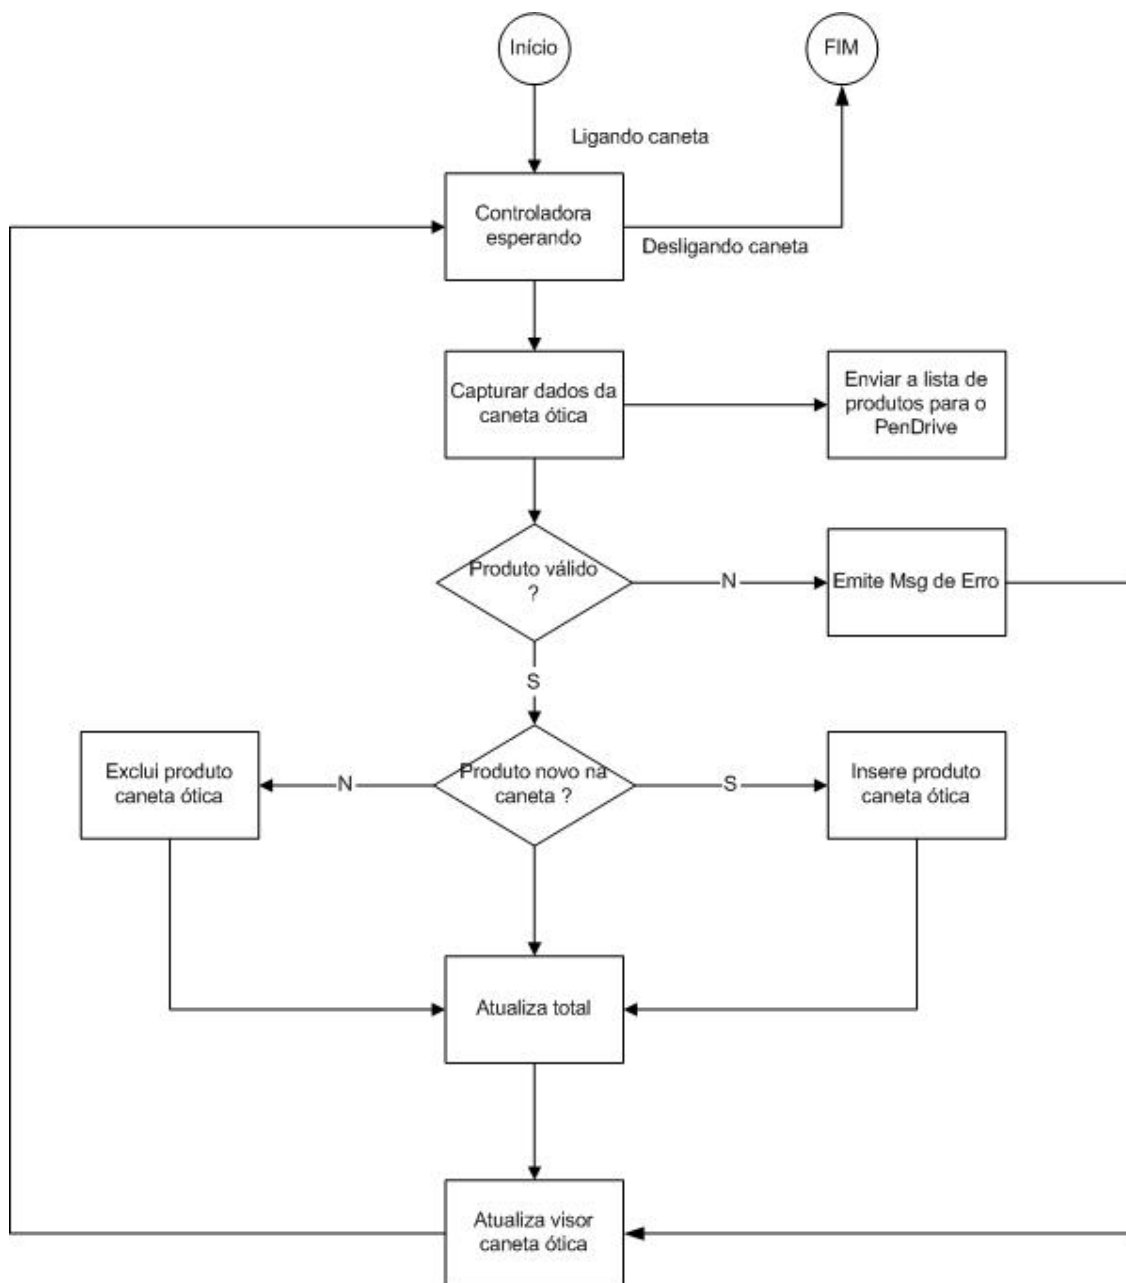 Início
FIM
Ligando caneta
Controladora
esperando
Desligando caneta
Capturar dados da
caneta ótica
Enviar a lista de
produtos para o
PenDrive
Produto válido
?
N
Emite Msg de Erro
S
Exclui produto
caneta ótica
N
Produto novo na
caneta ?
S
Insere produto
caneta ótica
Atualiza total
Atualiza visor
caneta ótica